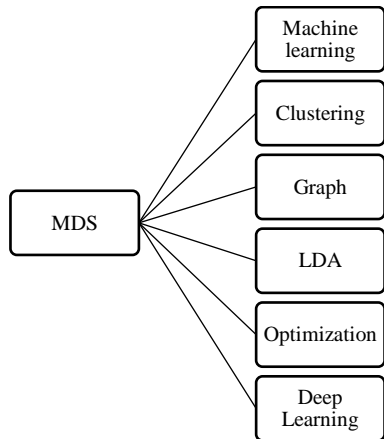 Machine
learning
Clustering
Graph
MDS
LDA
Optimization
Deep
Learning